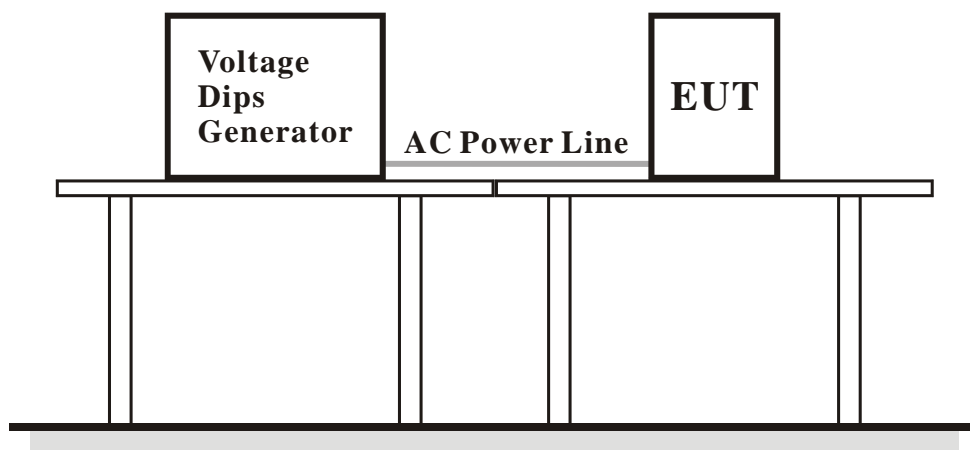 Voltage
Dips
Generator
AC Power Line
EUT